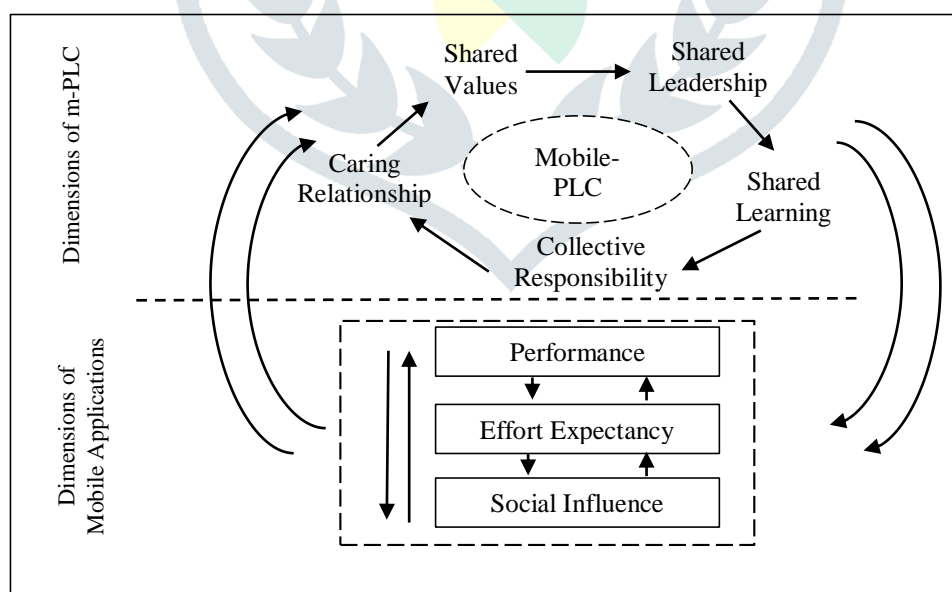 Dimensions of m-PLC
Shared
Values
Shared
Leadership
Mobile-
PLC
Caring
Relationship
Shared
Learning
Collective
Responsibility
Dimensions of
Mobile Applications
Performance
Effort Expectancy
Social Influence